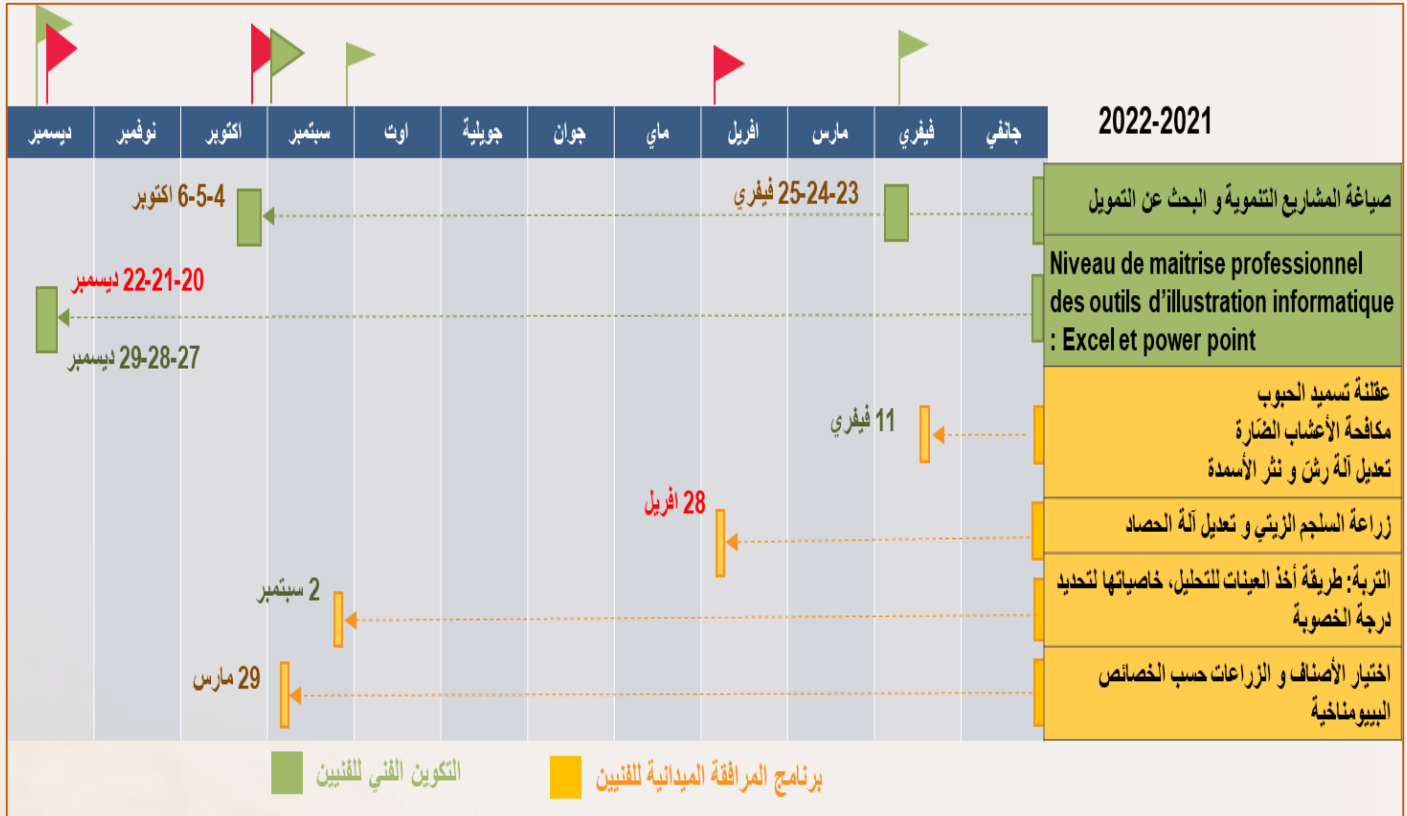 2022-2021
جانفي
فيفري
مارس
افريل
ماي
جوان
جويلية
اوت
سبتمبر
اكتوبر
نوفمبر
ديسمبر
صياغة المشاريع التنموية و البحث عن التمويل
25-24-23 فيفري
6-5-4 اكتوبر
Niveau de maitrise professionnel
des outils d'illustration informatique
: Excel et power point
22-21-20 ديسمبر
29-28-27 ديسمبر
عقلنة تسميد الحبوب
مكافحة الأعشاب الضّارة
تعديل آلة رشّ و نثر الأسمدة
11 فيفري
زراعة السلجم الزيتي و تعديل آلة الحصاد
28 افريل
التربة: طريقة أخذ العينات للتحليل، خاصياتها لتحديد
درجة الخصوبة
2 سبتمبر
اختيار الأصناف و الزراعات حسب الخصائص
البييومناخية
29 مارس
برنامج المرافقة الميدانية للفنيين
التكوين الفني للفنيين